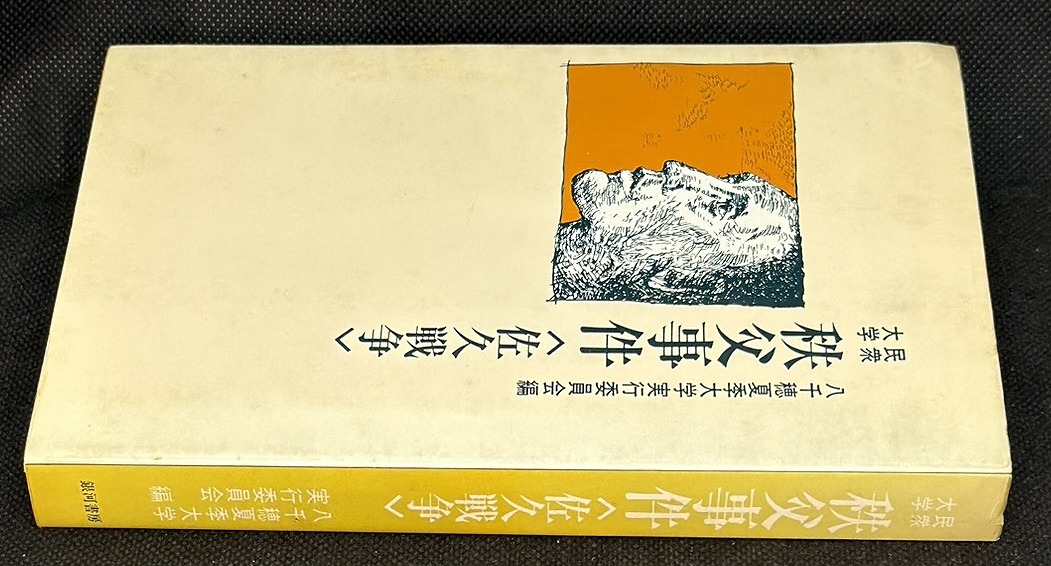 民衆
大学
秩父事件〈佐久戦争〉
八千穂夏季大学実行委員会編
民衆
大学
秩父事件〈佐久戦争〉
八千穂夏季大学
実行委員会 編
銀河書房